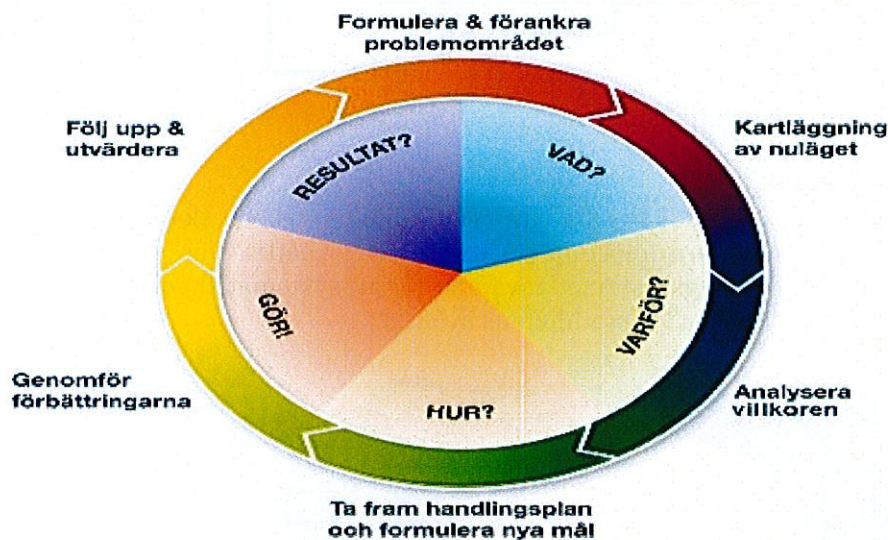 Formulera & förankra
problemområdet
Kartläggning
av nuläget
Analysera
villkoren
Ta fram handlingsplan
och formulera nya mål
Genomför
förbättringarna
Följ upp &
utvärdera
RESULTAT?
VAD?
VARFÖR?
HUR?
GÖR!